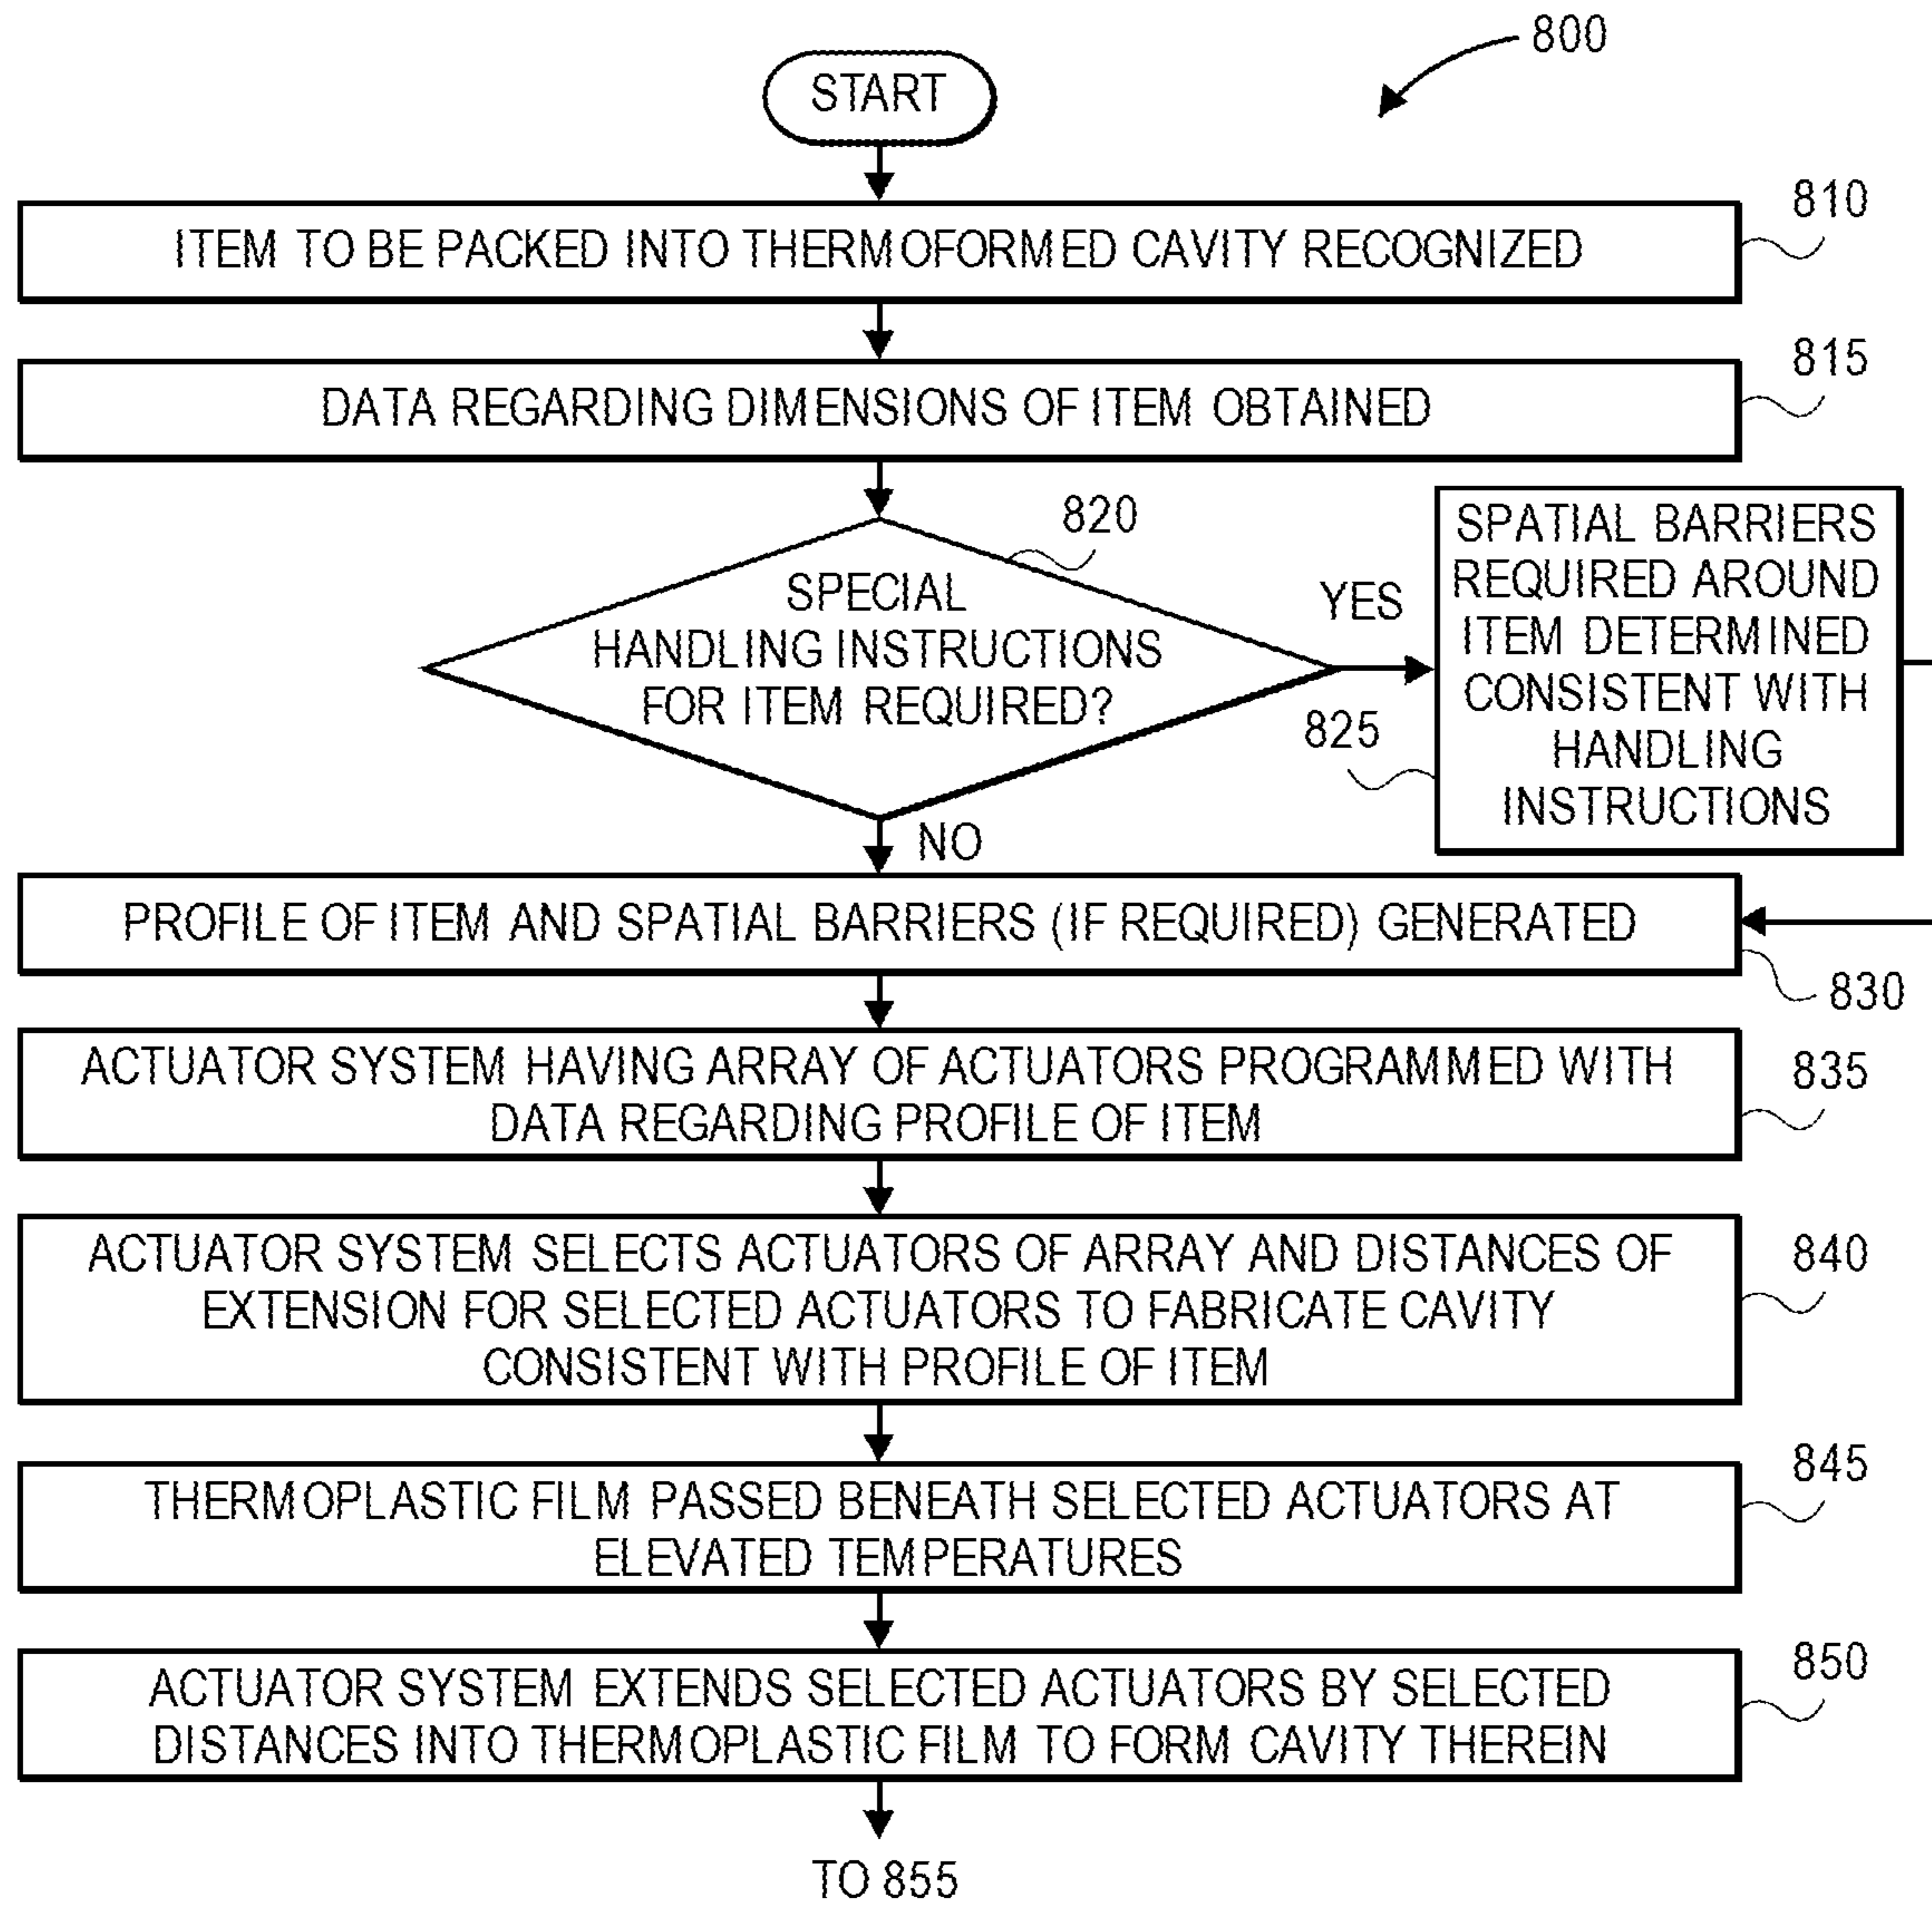 800
START
810
ITEM TO BE PACKED INTO THERMOFORMED CAVITY RECOGNIZED
815
DATA REGARDING DIMENSIONS OF ITEM OBTAINED
820
SPECIAL
HANDLING INSTRUCTIONS
FOR ITEM REQUIRED?
YES
825
SPATIAL BARRIERS
REQUIRED AROUND
ITEM DETERMINED
CONSISTENT WITH
HANDLING
INSTRUCTIONS
NO
PROFILE OF ITEM AND SPATIAL BARRIERS (IF REQUIRED) GENERATED
830
ACTUATOR SYSTEM HAVING ARRAY OF ACTUATORS PROGRAMMED WITH
DATA REGARDING PROFILE OF ITEM
835
ACTUATOR SYSTEM SELECTS ACTUATORS OF ARRAY AND DISTANCES OF
EXTENSION FOR SELECTED ACTUATORS TO FABRICATE CAVITY
CONSISTENT WITH PROFILE OF ITEM
840
THERMOPLASTIC FILM PASSED BENEATH SELECTED ACTUATORS AT
ELEVATED TEMPERATURES
845
ACTUATOR SYSTEM EXTENDS SELECTED ACTUATORS BY SELECTED
DISTANCES INTO THERMOPLASTIC FILM TO FORM CAVITY THEREIN
850
TO 855